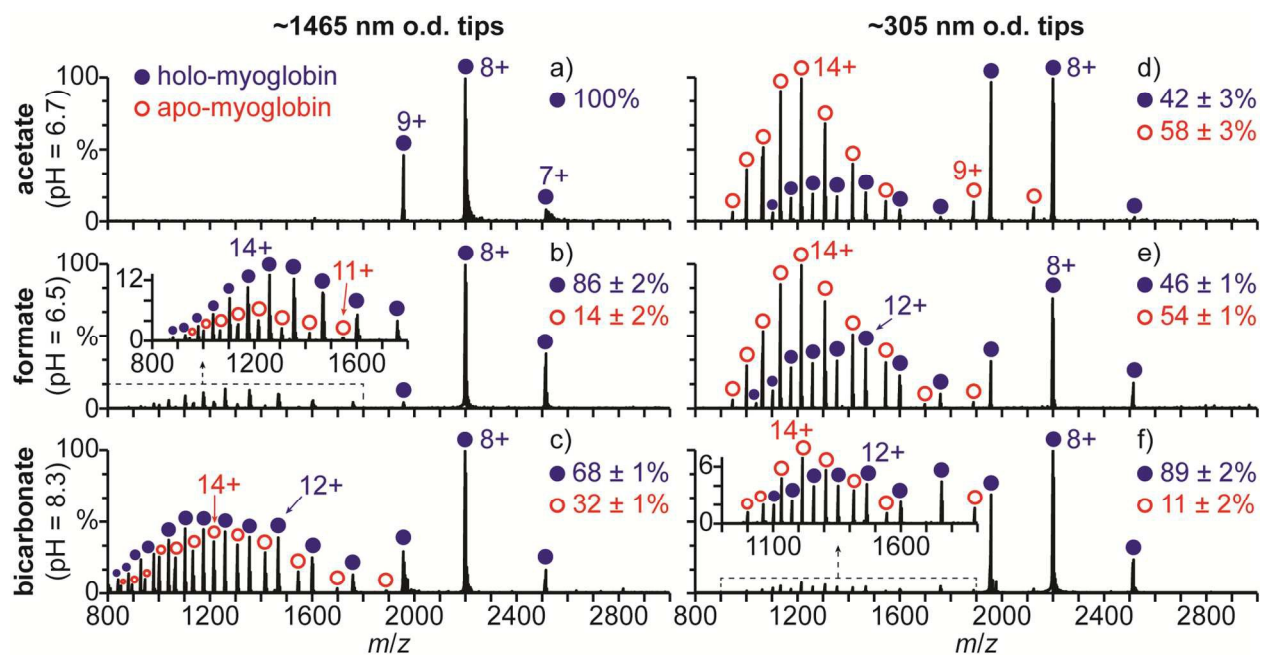 ~1465 nm o.d. tips
~305 nm o.d. tips
acetate
(pH = 6.7)
100
%
0
holo-myoglobin
apo-myoglobin
9+
8+
7+
a)
100%
14+
9+
8+
d)
42 ± 3%
58 ± 3%
formate
(pH = 6.5)
100
%
0
12
0
14+
11+
800 1200 1600
8+
b)
86 ± 2%
14 ± 2%
14+
12+
8+
e)
46 ± 1%
54 ± 1%
bicarbonate
(pH = 8.3)
100
%
0
14+
12+
8+
c)
68 ± 1%
32 ± 1%
6
0
14+
12+
1100 1600
8+
f)
89 ± 2%
11 ± 2%
800 1200 1600 2000 2400 2800
m/z
800 1200 1600 2000 2400 2800
m/z